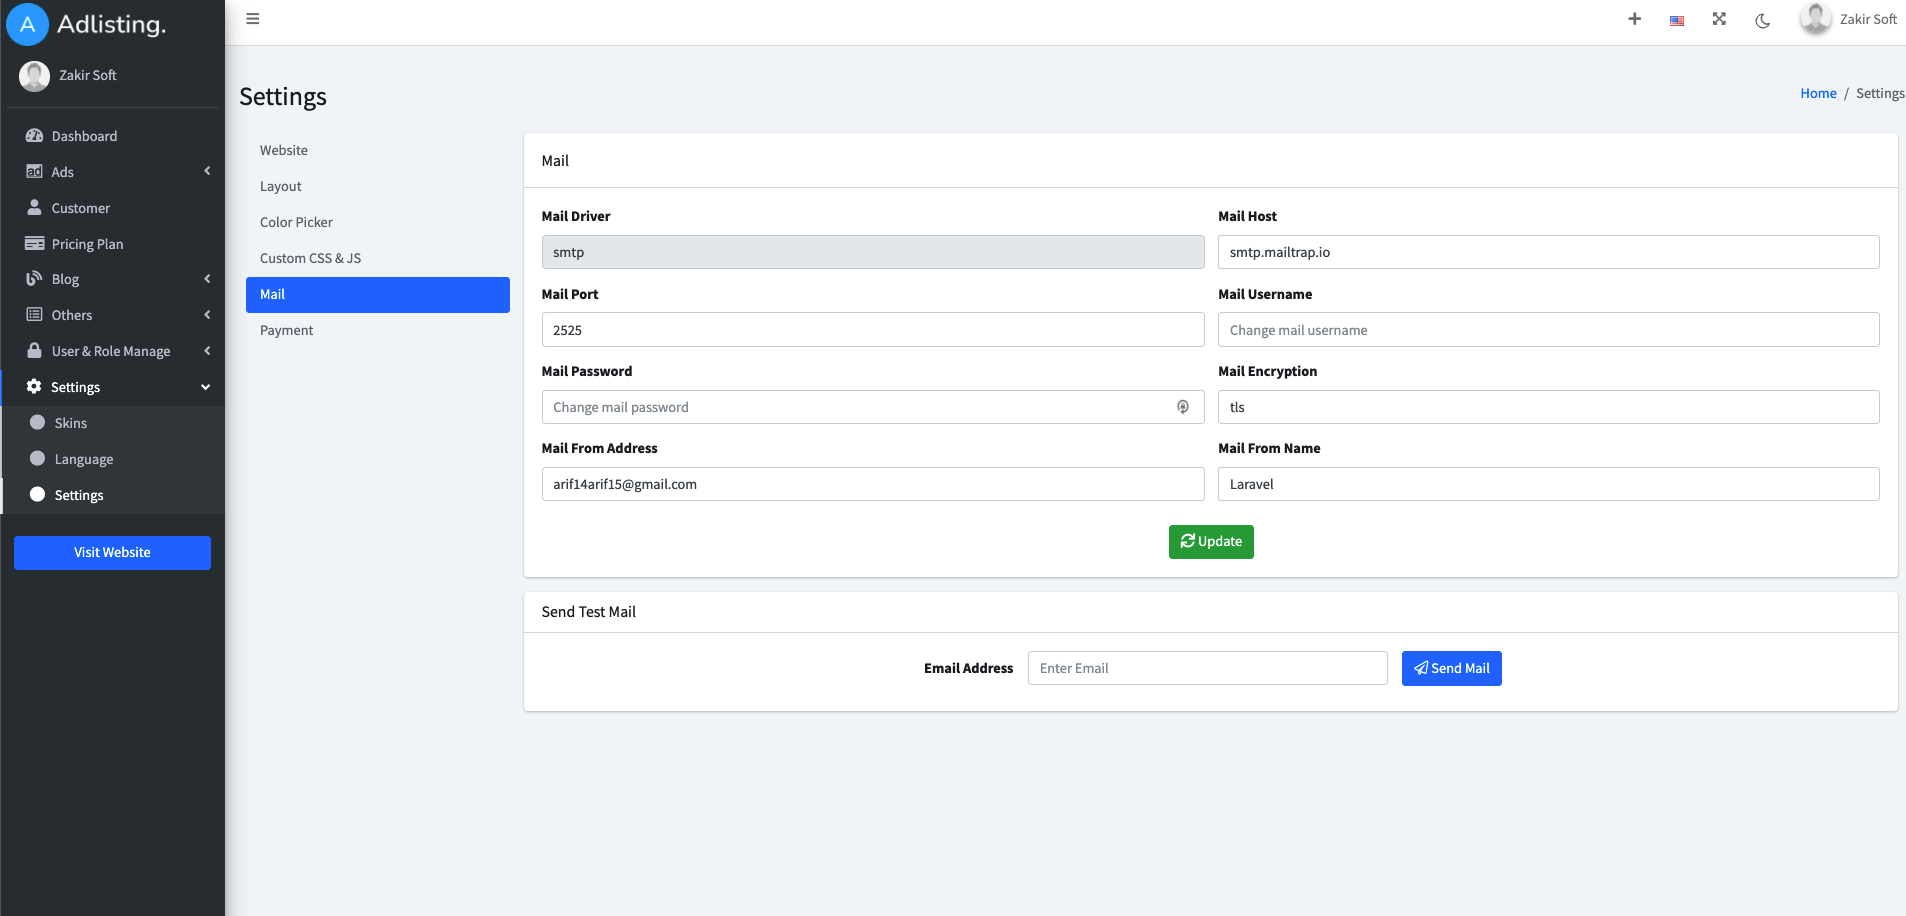 A Adlisting.
Zakir Soft
Dashboard
ad Ads
Customer
Pricing Plan
Blog
Others
User & Role Manage
Settings
Skins
Language
Settings
Visit Website
Zakir Soft
Settings
Home / Settings
Website
Layout
Color Picker
Custom CSS & JS
Mail
Payment
Mail
Mail Driver
smtp
Mail Host
smtp.mailtrap.io
Mail Port
2525
Mail Username
Change mail username
Mail Password
Change mail password
Mail Encryption
tls
Mail From Address
arif14arif15@gmail.com
Mail From Name
Laravel
Update
Send Test Mail
Email Address
Enter Email
Send Mail